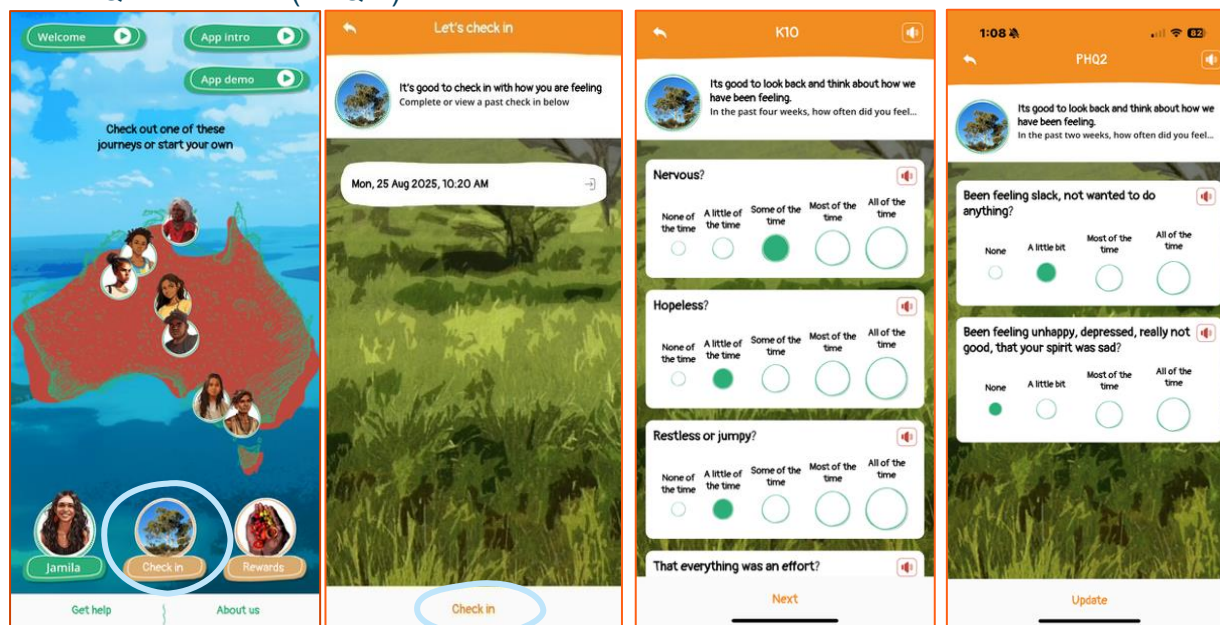 Welcome
App intro
App demo
Check out one of these
journeys or start your own
Jamila
Check in
Rewards
Get help
About us
Let's check in
It's good to check in with how you are feeling
Complete or view a past check in below
Mon, 25 Aug 2025, 10:20 AM
Check in
K10
Its good to look back and think about how we
have been feeling.
In the past four weeks, how often did you feel...
Nervous?
None of
the time
A little of
the time
Some of the
time
Most of the
time
All of the
time
Hopeless?
None of
the time
A little of
the time
Some of the
time
Most of the
time
All of the
time
Restless or jumpy?
None of
the time
A little of
the time
Some of the
time
Most of the
time
All of the
time
That everything was an effort?
Next
1:08
82
PHQ2
Its good to look back and think about how we
have been feeling.
In the past two weeks, how often did you feel...
Been feeling slack, not wanted to do
anything?
None
A little bit
Most of the
time
All of the
time
Been feeling unhappy, depressed, really not
good, that your spirit was sad?
None
A little bit
Most of the
time
All of the
time
Update